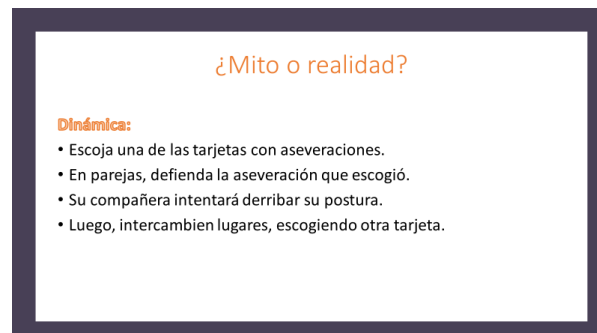 ¿Mito o realidad?
Dinámica:
• Escoja una de las tarjetas con aseveraciones.
• En parejas, defienda la aseveración que escogió.
• Su compañera intentará derribar su postura.
• Luego, intercambien lugares, escogiendo otra tarjeta.